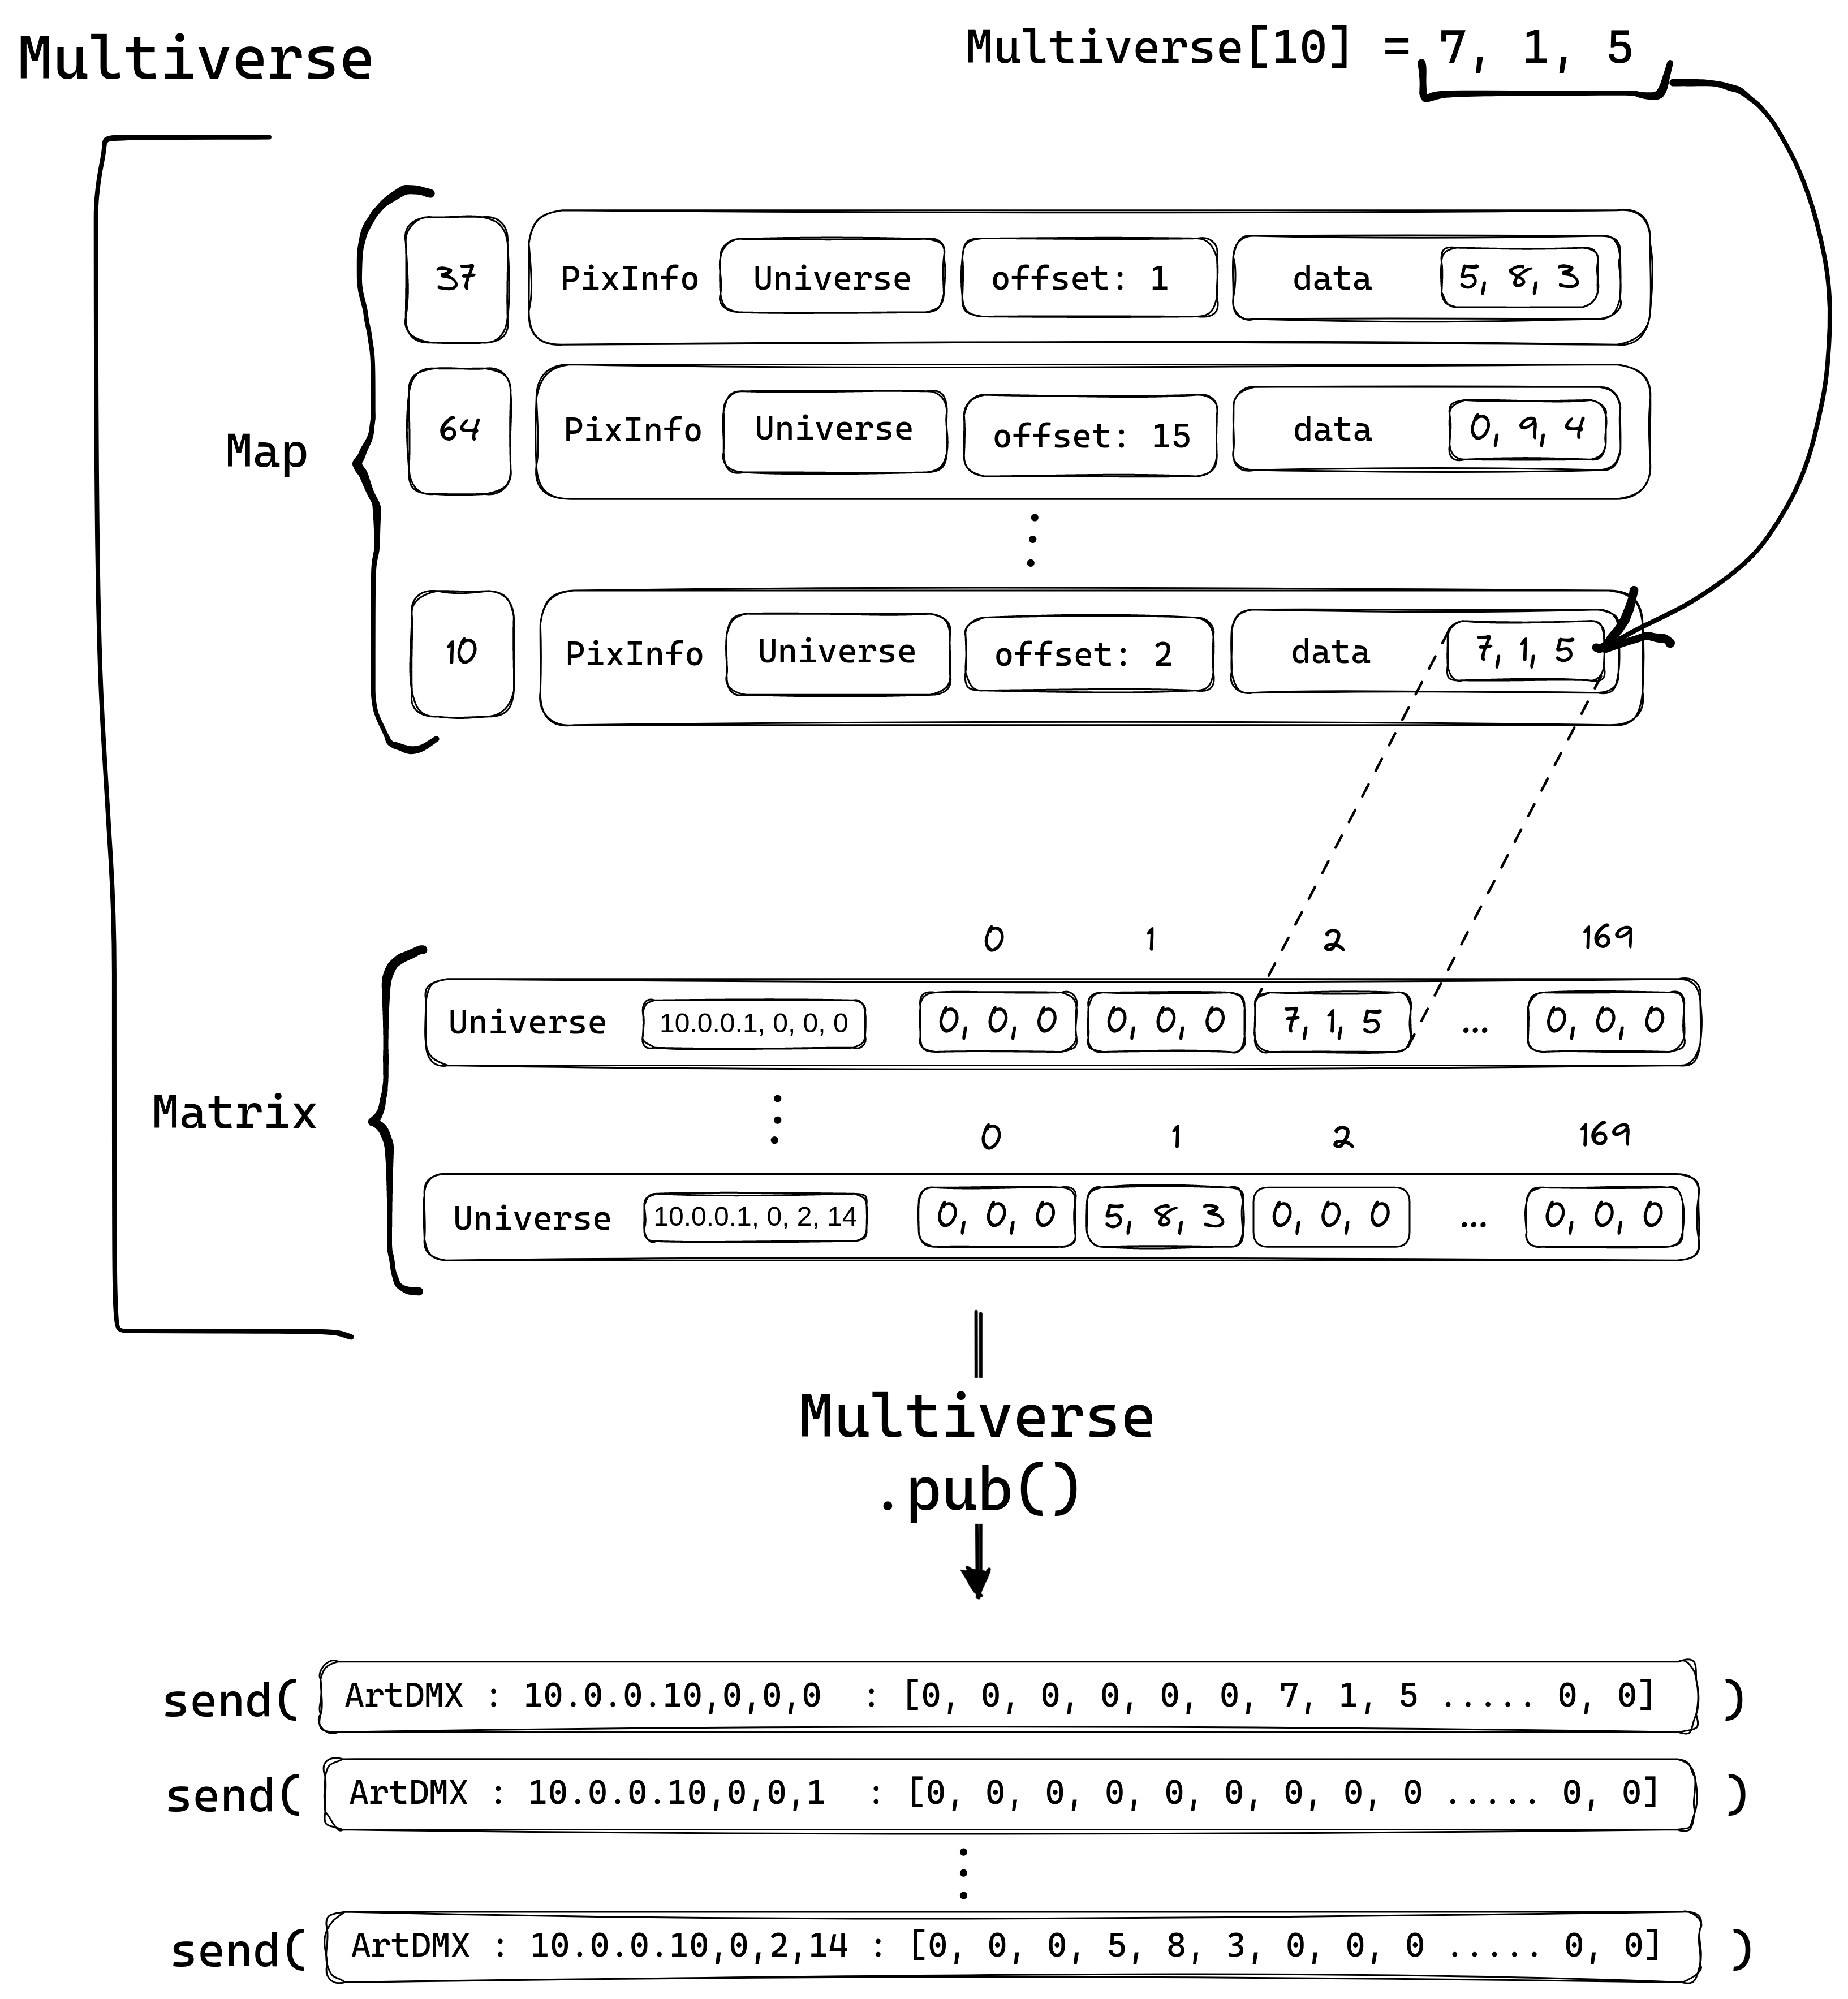 Multiverse
Multiverse[10] = 7, 1, 5
37 PixInfo Universe offset: 1 data 5, 8, 3
64 PixInfo Universe offset: 15 data 0, 9, 4
Map
10 PixInfo Universe offset: 2 data 7, 1, 5
0 1 2 169
Universe 10.0.0.1, 0, 0, 0 0, 0, 0 0, 0, 0 7, 1, 5 ... 0, 0, 0
Matrix
0 1 2 169
Universe 10.0.0.1, 0, 2, 14 0, 0, 0 5, 8, 3 0, 0, 0 ... 0, 0, 0
Multiverse
.pub()
send( ArtDMX : 10.0.0.10,0,0,0 : [0, 0, 0, 0, 0, 0, 7, 1, 5 ..... 0, 0] )
send( ArtDMX : 10.0.0.10,0,0,1 : [0, 0, 0, 0, 0, 0, 0, 0, 0 ..... 0, 0] )
send( ArtDMX : 10.0.0.10,0,2,14 : [0, 0, 0, 5, 8, 3, 0, 0, 0 ..... 0, 0] )